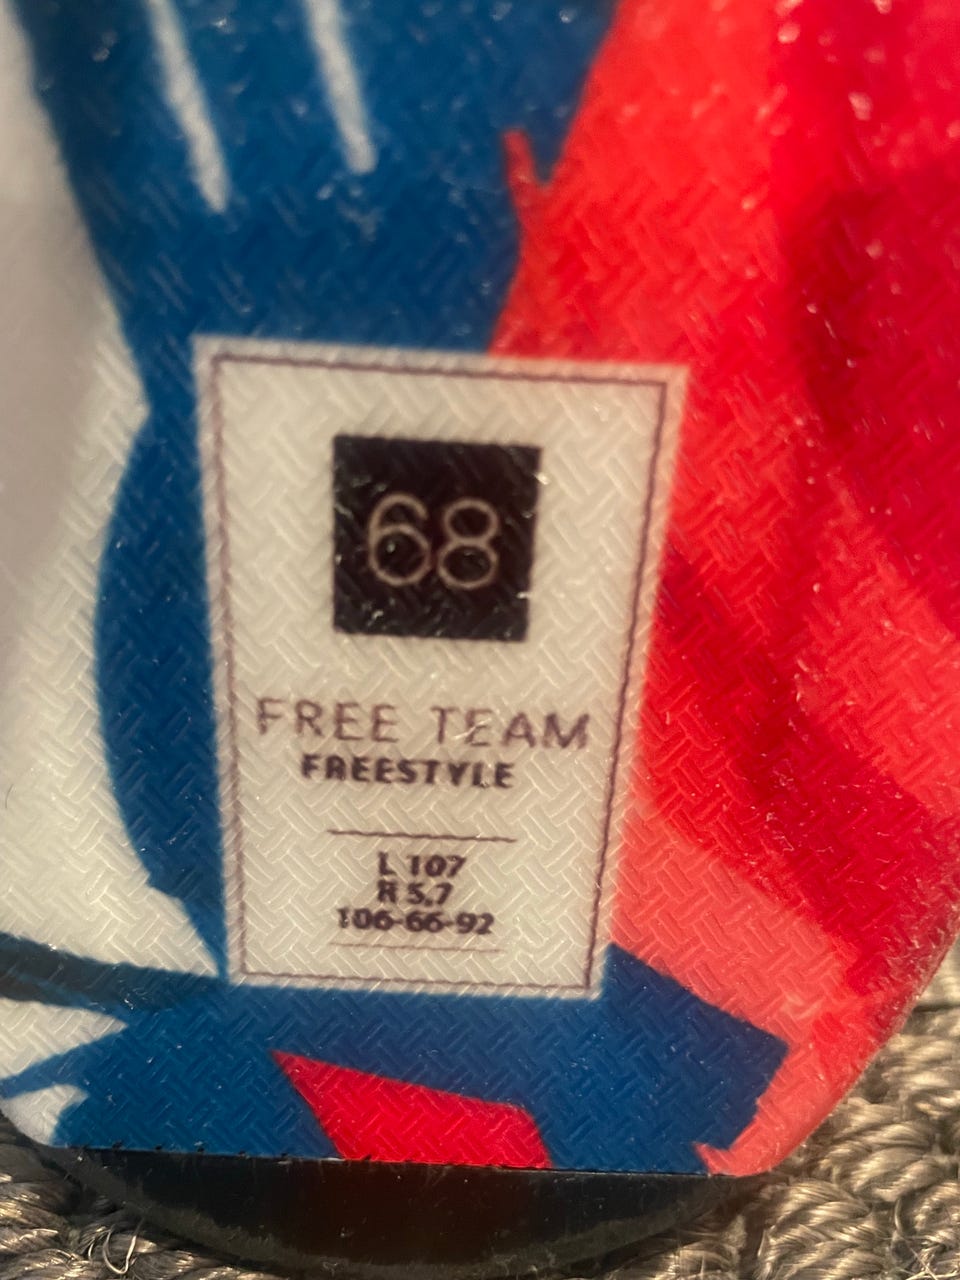 68
FREE TEAM
FREESTYLE
L 107
R 5.7
106-66-92